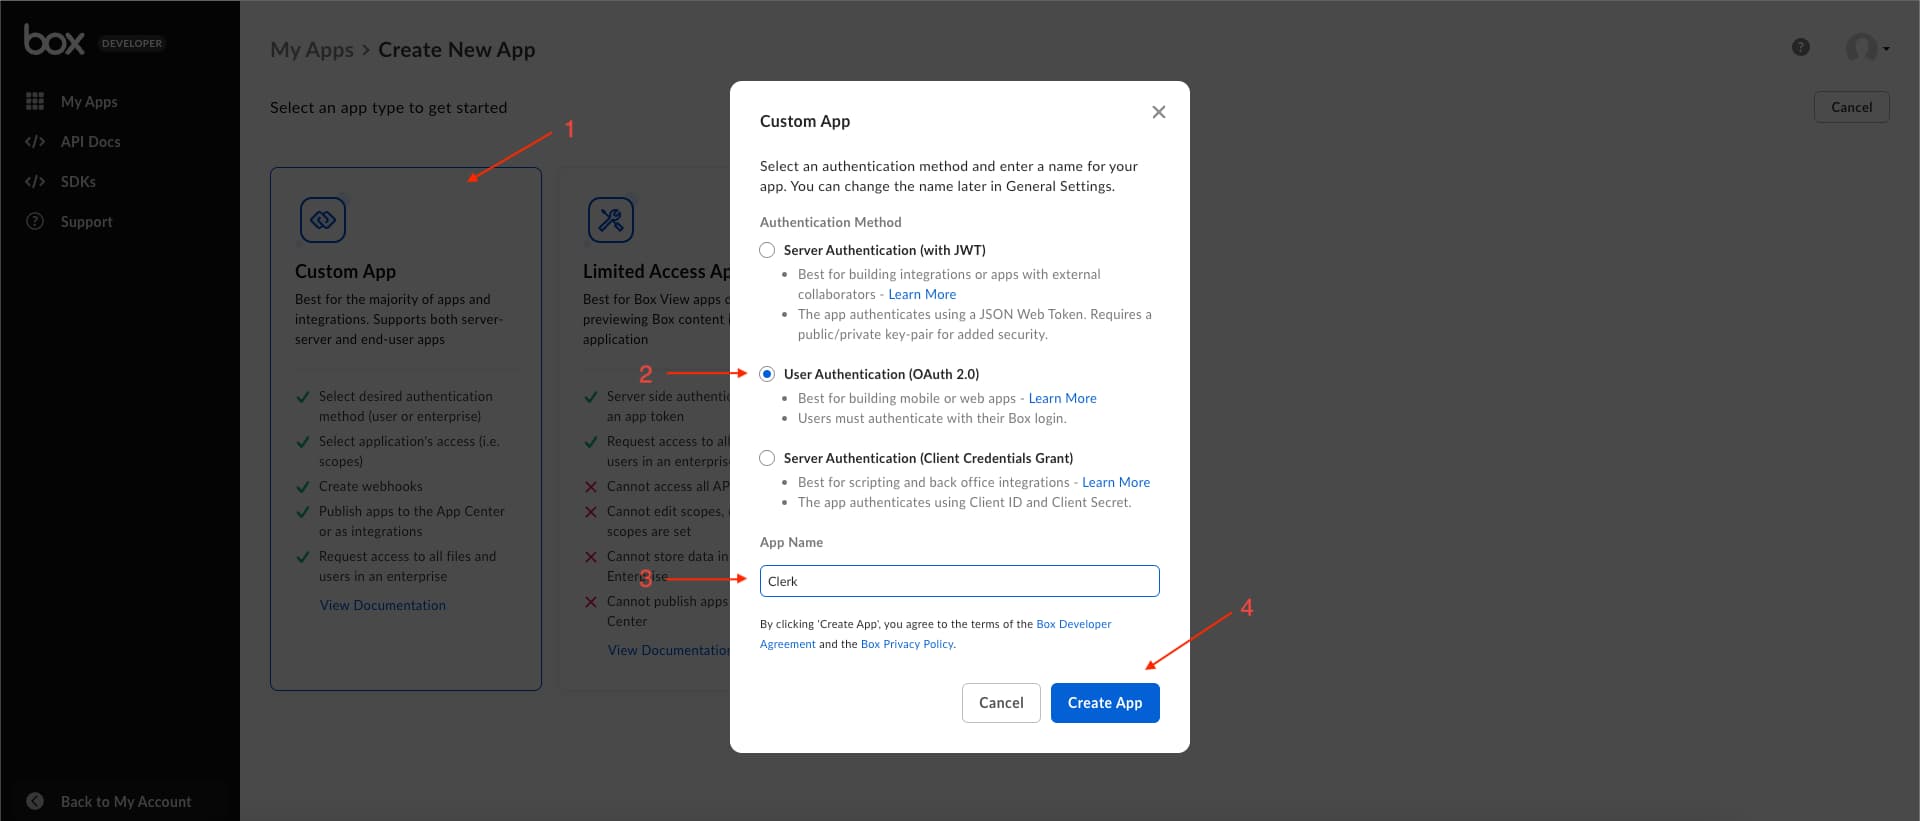 box DEVELOPER
My Apps
API Docs
SDKs
Support
Back to My Account
My Apps > Create New App
Select an app type to get started
Cancel
1
Custom App
Best for the majority of apps and
integrations. Supports both server-
server and end-user apps
Select desired authentication
method (user or enterprise)
Select application's access (i.e.
scopes)
Create webhooks
Publish apps to the App Center
or as integrations
Request access to all files and
users in an enterprise
View Documentation
Limited Access
Best for Box View apps
previewing Box content
application
Server side
an app token
Request access to all
users in an
Cannot access all
Cannot edit scopes,
scopes are set
Cannot store data in
Enterprise
Cannot publish apps
Center
View Documentation
Custom App
Select an authentication method and enter a name for your
app. You can change the name later in General Settings.
Authentication Method
Server Authentication (with JWT)
Best for building integrations or apps with external
collaborators - Learn More
The app authenticates using a JSON Web Token. Requires a
public/private key-pair for added security.
2
User Authentication (OAuth 2.0)
Best for building mobile or web apps - Learn More
Users must authenticate with their Box login.
Server Authentication (Client Credentials Grant)
Best for scripting and back office integrations - Learn More
The app authenticates using Client ID and Client Secret.
App Name
3
Clerk
By clicking 'Create App', you agree to the terms of the Box Developer
Agreement and the Box Privacy Policy.
4
Cancel
Create App